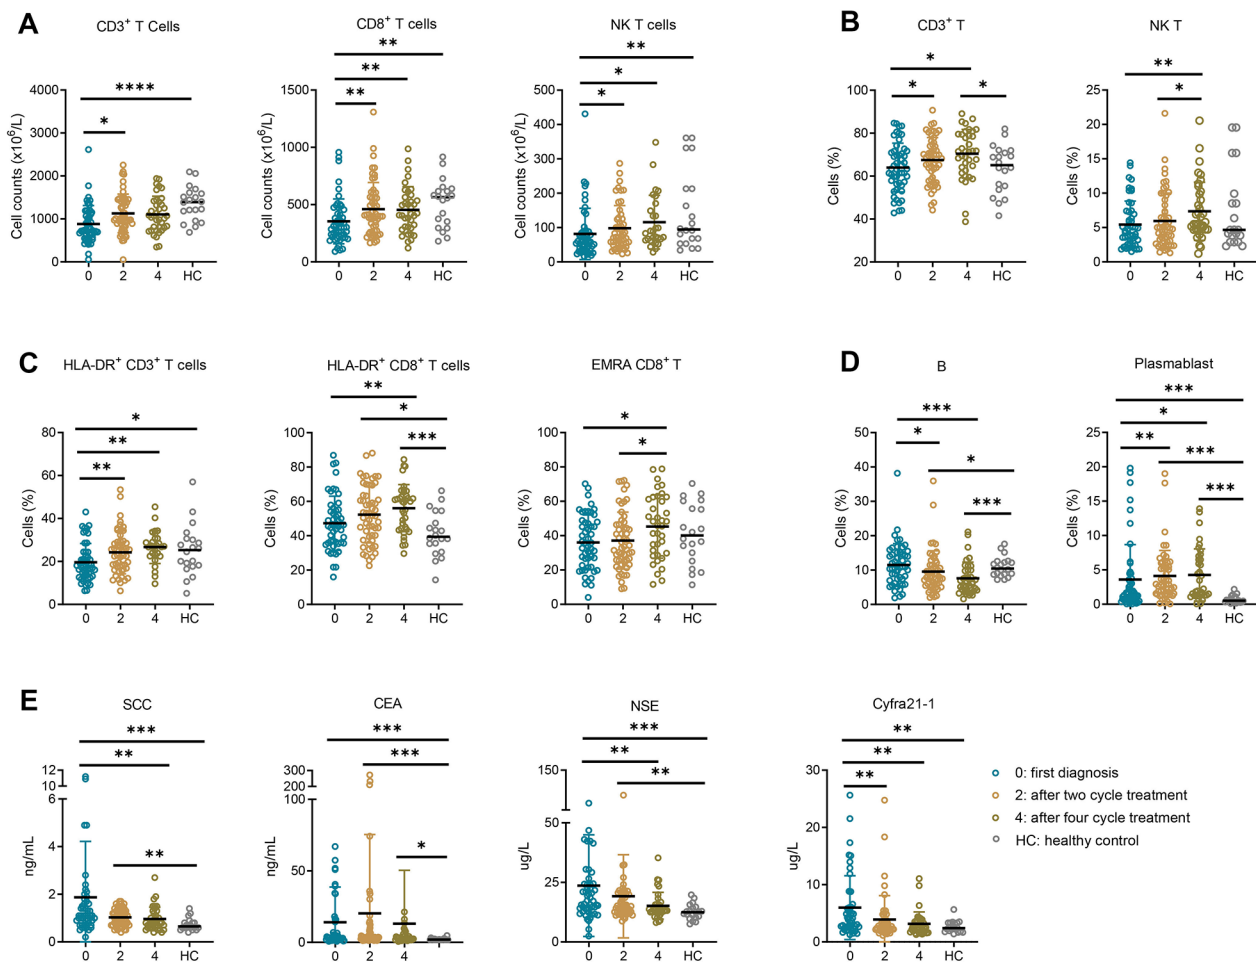 A
CD3+ T Cells
****
*
Cell counts (x10^6/L)
4000
3000
2000
1000
0
0 2 4 HC
CD8+ T cells
**
**
**
Cell counts (x10^6/L)
1500
1000
500
0
0 2 4 HC
NK T cells
**
*
*
Cell counts (x10^6/L)
500
400
300
200
100
0
0 2 4 HC
B
CD3+ T
*
*
*
Cells (%)
100
80
60
40
20
0 2 4 HC
NK T
**
*
Cells (%)
25
20
15
10
5
0
0 2 4 HC
C
HLA-DR+ CD3+ T cells
*
**
**
Cells (%)
80
60
40
20
0
0 2 4 HC
HLA-DR+ CD8+ T cells
**
*
***
Cells (%)
100
80
60
40
20
0
0 2 4 HC
EMRA CD8+ T
*
*
Cells (%)
100
80
60
40
20
0
0 2 4 HC
D
B
***
*
*
***
Cells (%)
50
40
30
20
10
0
0 2 4 HC
Plasmablast
***
*
**
***
***
Cells (%)
25
20
15
10
5
0
0 2 4 HC
E
SCC
***
**
**
ng/mL
12
10
6
4
2
0
0 2 4 HC
CEA
***
***
*
ng/mL
300
200
100
50
0
0 2 4 HC
NSE
***
**
**
ug/L
150
50
25
0
0 2 4 HC
Cyfra21-1
**
**
**
ug/L
30
20
10
0
0 2 4 HC
0: first diagnosis
2: after two cycle treatment
4: after four cycle treatment
HC: healthy control